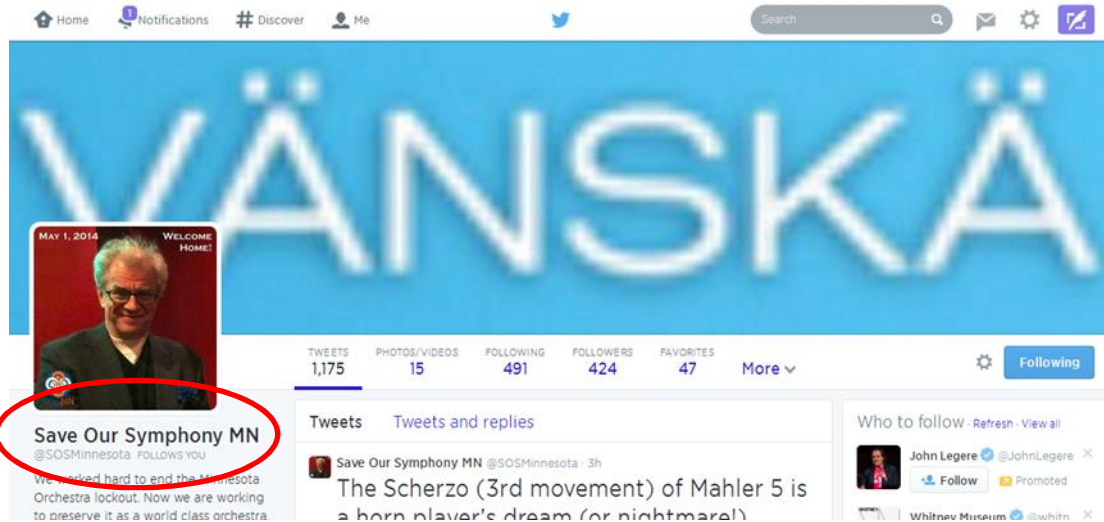 Home
1
Notifications
# Discover
Me
Search
VÄNSKÄ
MAY 1, 2014
WELCOME HOME!
TWEETS
1,175
PHOTOS/VIDEOS
15
FOLLOWING
491
FOLLOWERS
424
FAVORITES
47
More
Following
Save Our Symphony MN
@SOSMinnesota FOLLOWS YOU
We worked hard to end the Minnesota
Orchestra lockout. Now we are working
to preserve it as a world class orchestra.
Tweets Tweets and replies
Save Our Symphony MN @SOSMinnesota · 3h
The Scherzo (3rd movement) of Mahler 5 is
a horn player's dream (or nightmare!)
Who to follow · Refresh · View all
John Legere @JohnLegere
Follow
Promoted
Whitney Museum @whitn